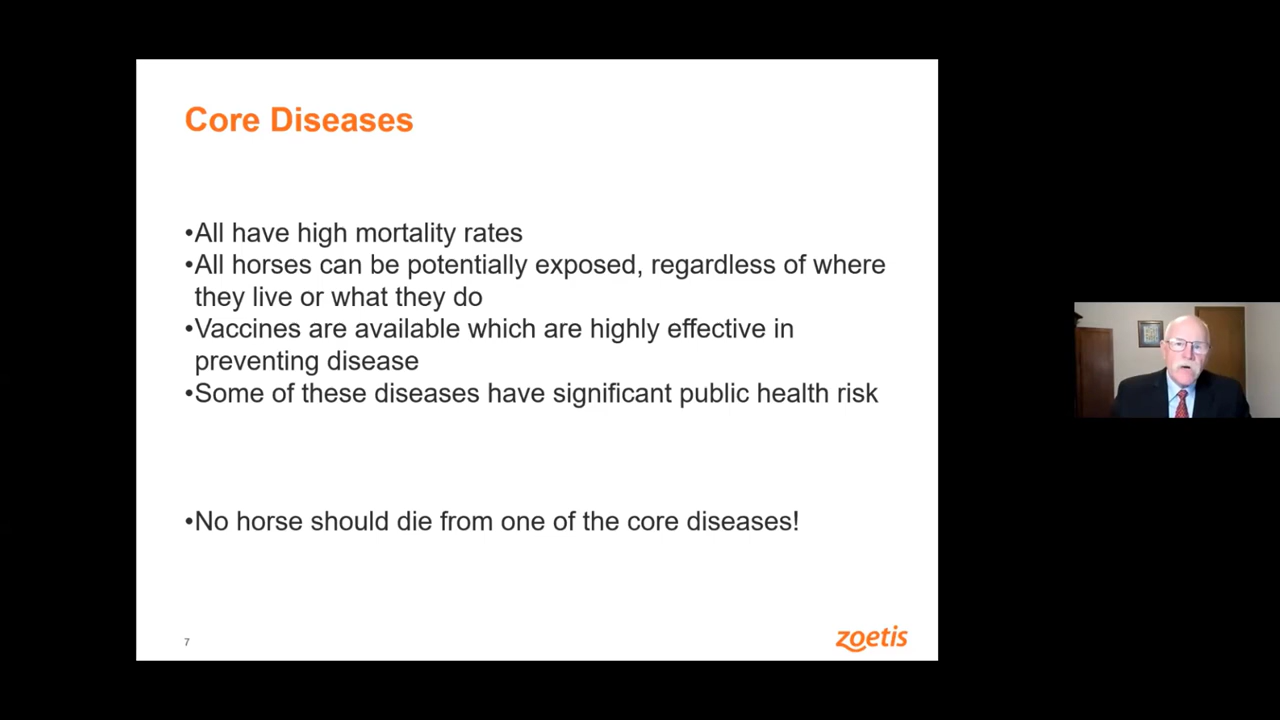 Core Diseases
•All have high mortality rates
•All horses can be potentially exposed, regardless of where
they live or what they do
•Vaccines are available which are highly effective in
preventing disease
•Some of these diseases have significant public health risk
•No horse should die from one of the core diseases!
7
zoetis